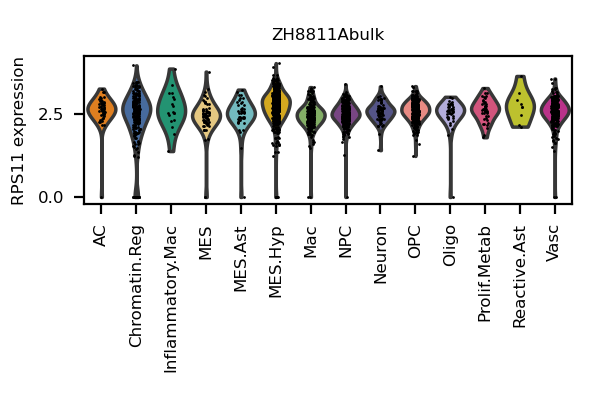 ZH8811Abulk
RPS11 expression
2.5
0.0
AC
Chromatin.Reg
Inflammatory.Mac
MES
MES.Ast
MES.Hyp
Mac
NPC
Neuron
OPC
Oligo
Prolif.Metab
Reactive.Ast
Vasc